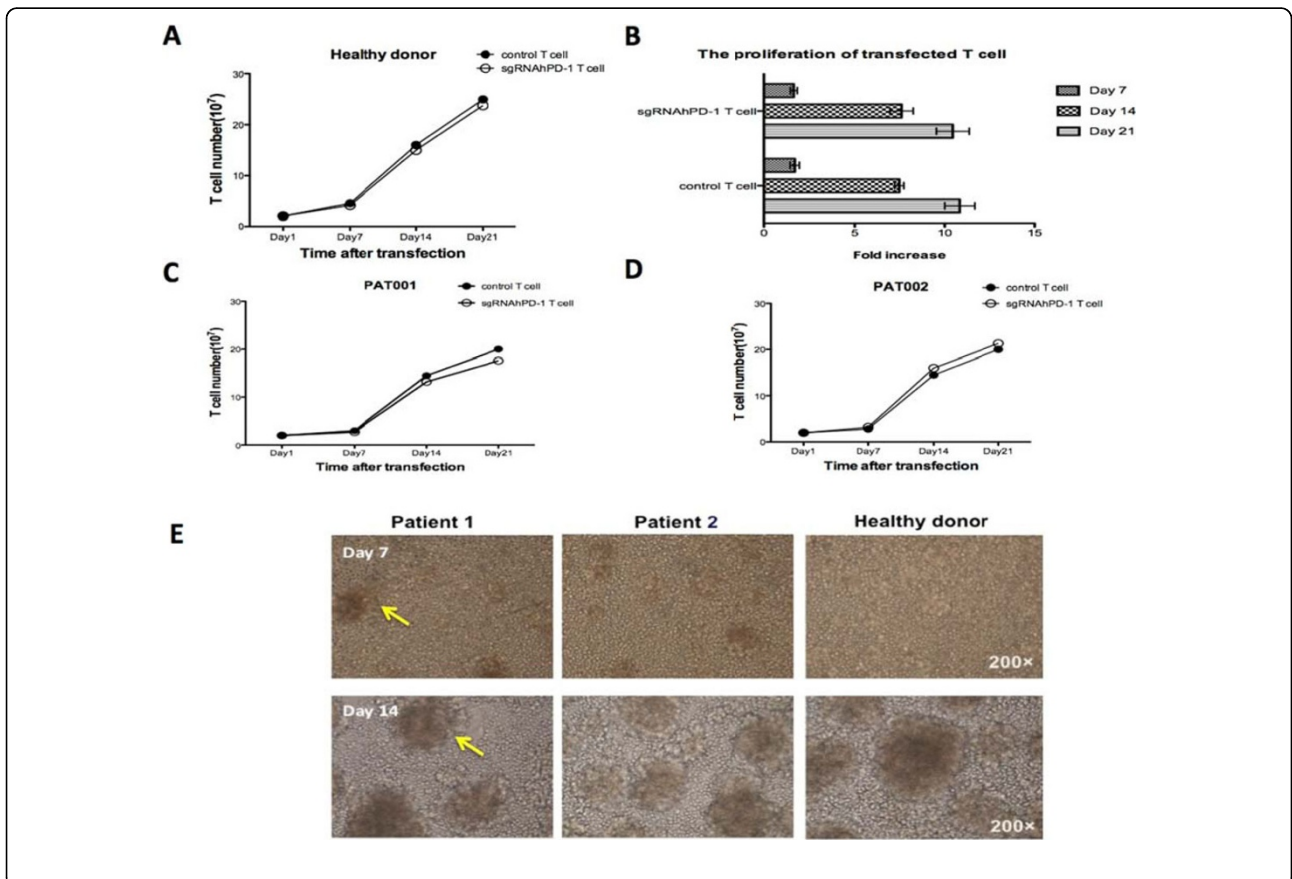 A
Healthy donor
control T cell
sgRNAhPD-1 T cell
T cell number(10⁷)
30
20
10
0
Day1 Day7 Day14 Day21
Time after transfection
B
The proliferation of transfected T cell
sgRNAhPD-1 T cell
control T cell
0 5 10 15
Fold increase
Day 7
Day 14
Day 21
C
PAT001
control T cell
sgRNAhPD-1 T cell
T cell number(10⁷)
30
20
10
0
Day1 Day7 Day14 Day21
Time after transfection
D
PAT002
control T cell
sgRNAhPD-1 T cell
T cell number(10⁷)
30
20
10
0
Day1 Day7 Day14 Day21
Time after transfection
E
Patient 1 Patient 2 Healthy donor
Day 7
200×
Day 14
200×